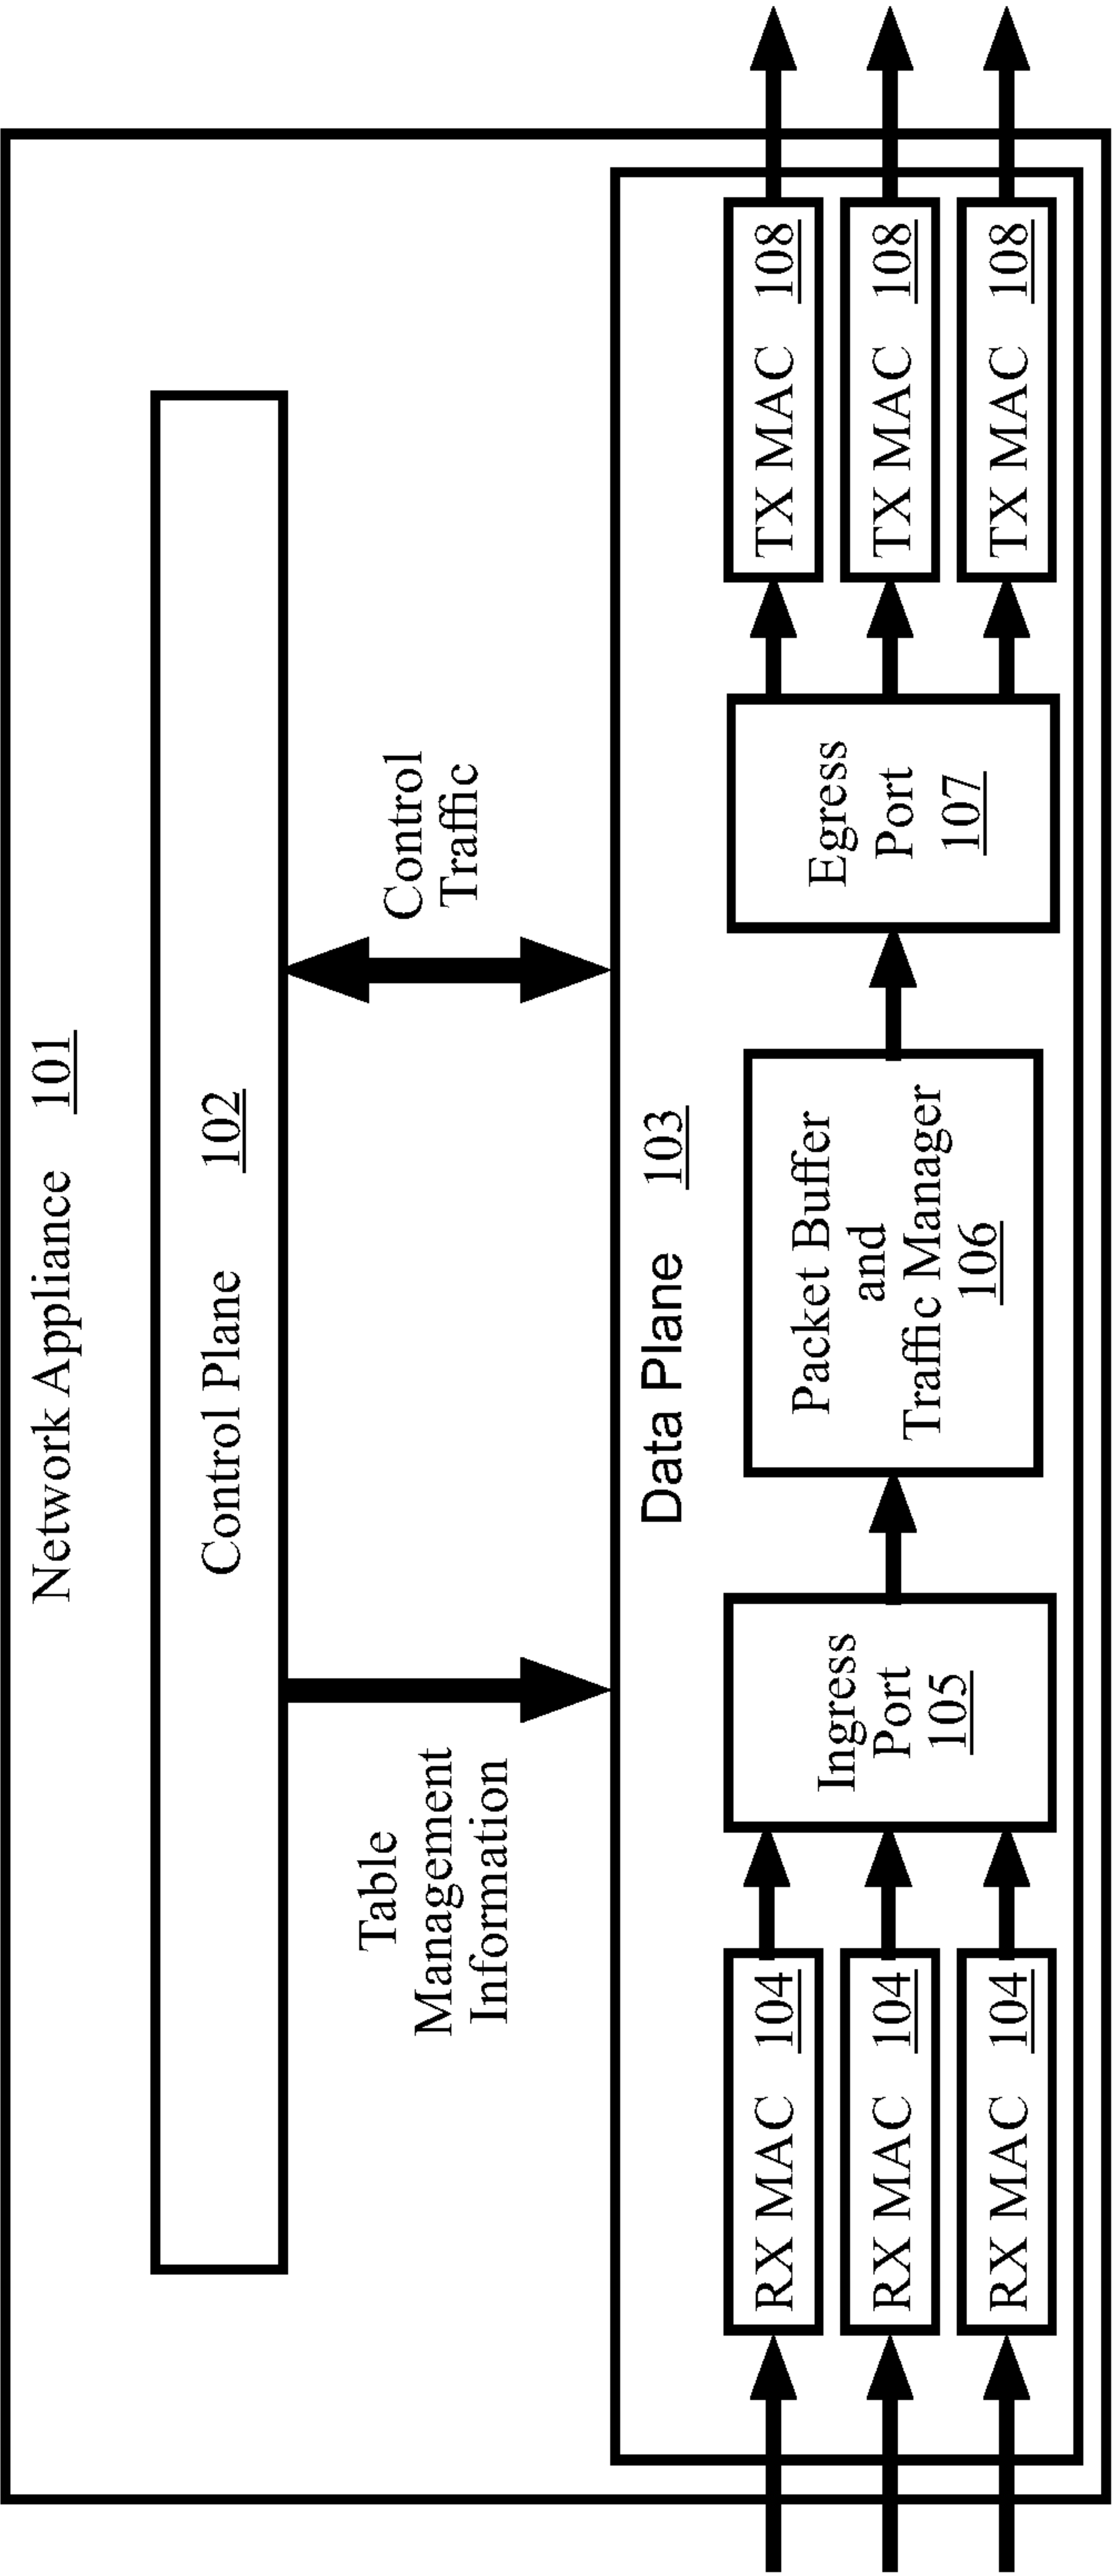 Network Appliance 101
Control Plane 102
Table
Management
Information
Control
Traffic
Data Plane 103
RX MAC 104
RX MAC 104
RX MAC 104
Ingress
Port
105
Packet Buffer
and
Traffic Manager
106
Egress
Port
107
TX MAC 108
TX MAC 108
TX MAC 108